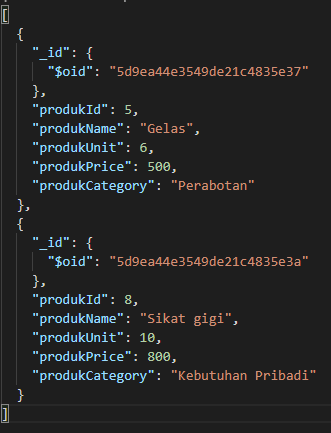 [
{
"_id": {
"$oid": "5d9ea44e3549de21c4835e37"
},
"produkId": 5,
"produkName": "Gelas",
"produkUnit": 6,
"produkPrice": 500,
"produkCategory": "Perabotan"
},
{
"_id": {
"$oid": "5d9ea44e3549de21c4835e3a"
},
"produkId": 8,
"produkName": "Sikat gigi",
"produkUnit": 10,
"produkPrice": 800,
"produkCategory": "Kebutuhan Pribadi"
}
]